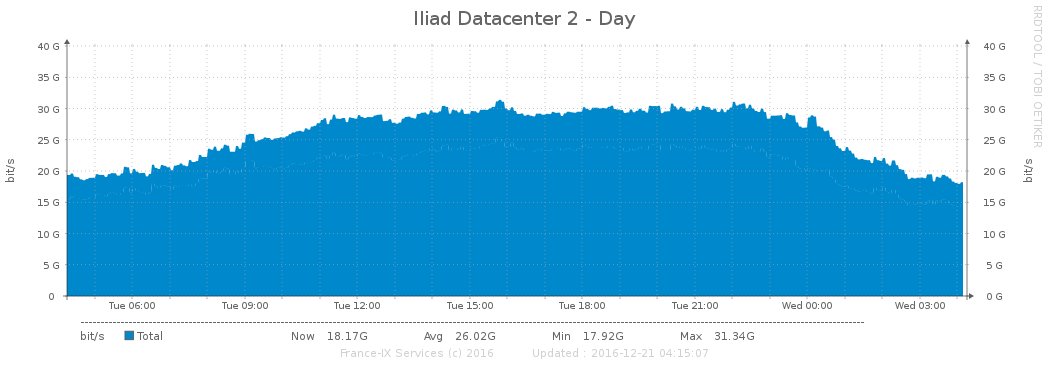 Iliad Datacenter 2 - Day
RRDTOOL / TOBI OETIKER
40 G 40 G
35 G 35 G
30 G 30 G
25 G 25 G
20 G 20 G
15 G 15 G
10 G 10 G
5 G 5 G
0 0 G
bit/s bit/s
Tue 06:00 Tue 09:00 Tue 12:00 Tue 15:00 Tue 18:00 Tue 21:00 Wed 00:00 Wed 03:00
bit/s Total Now 18.17G Avg 26.02G Min 17.92G Max 31.34G
France-IX Services (c) 2016 Updated : 2016-12-21 04:15:07